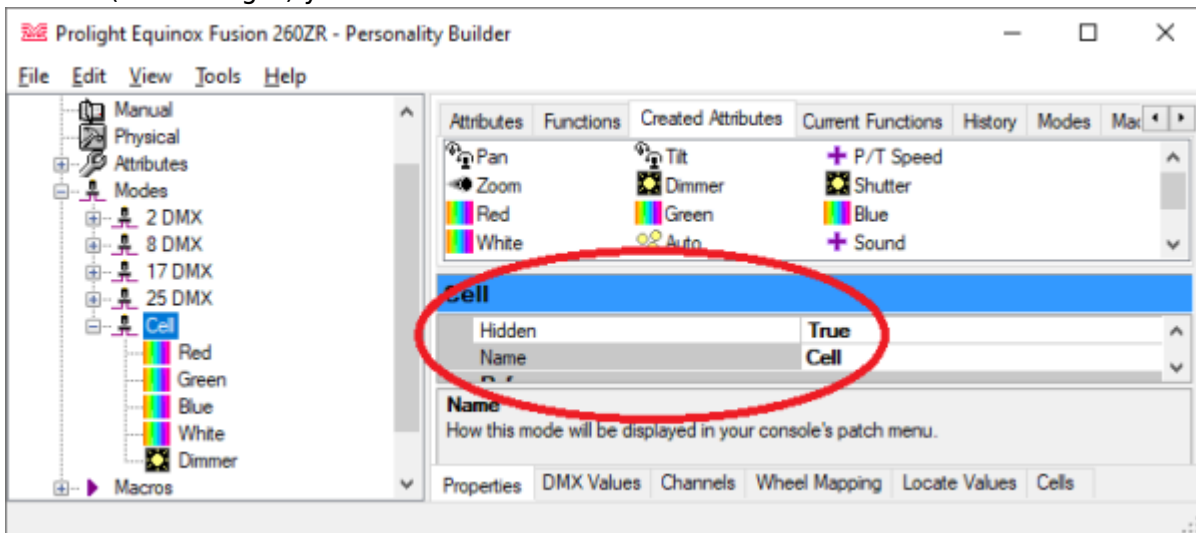 Prolight Equinox Fusion 260ZR - Personality Builder
File Edit View Tools Help
Manual
Physical
Attributes
Modes
2 DMX
8 DMX
17 DMX
25 DMX
Cell
Red
Green
Blue
White
Dimmer
Macros
Attributes Functions Created Attributes Current Functions History Modes Mac
Pan Tilt P/T Speed
Zoom Dimmer Shutter
Red Green Blue
White Auto Sound
Cell
Hidden True
Name Cell
Name
How this mode will be displayed in your console's patch menu.
Properties DMX Values Channels Wheel Mapping Locate Values Cells